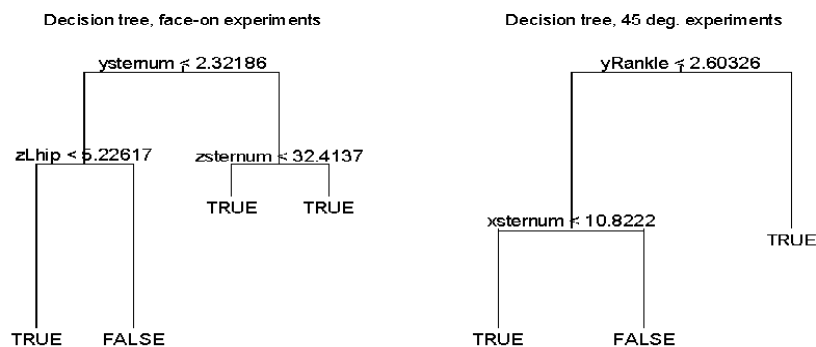 Decision tree, face-on experiments
Decision tree, 45 deg. experiments
ysternum < 2.32186
yRankle < 2.60326
zLhip < 5.22617
zsternum < 32.4137
TRUE TRUE
xsternum < 10.8222
TRUE
TRUE FALSE
TRUE FALSE